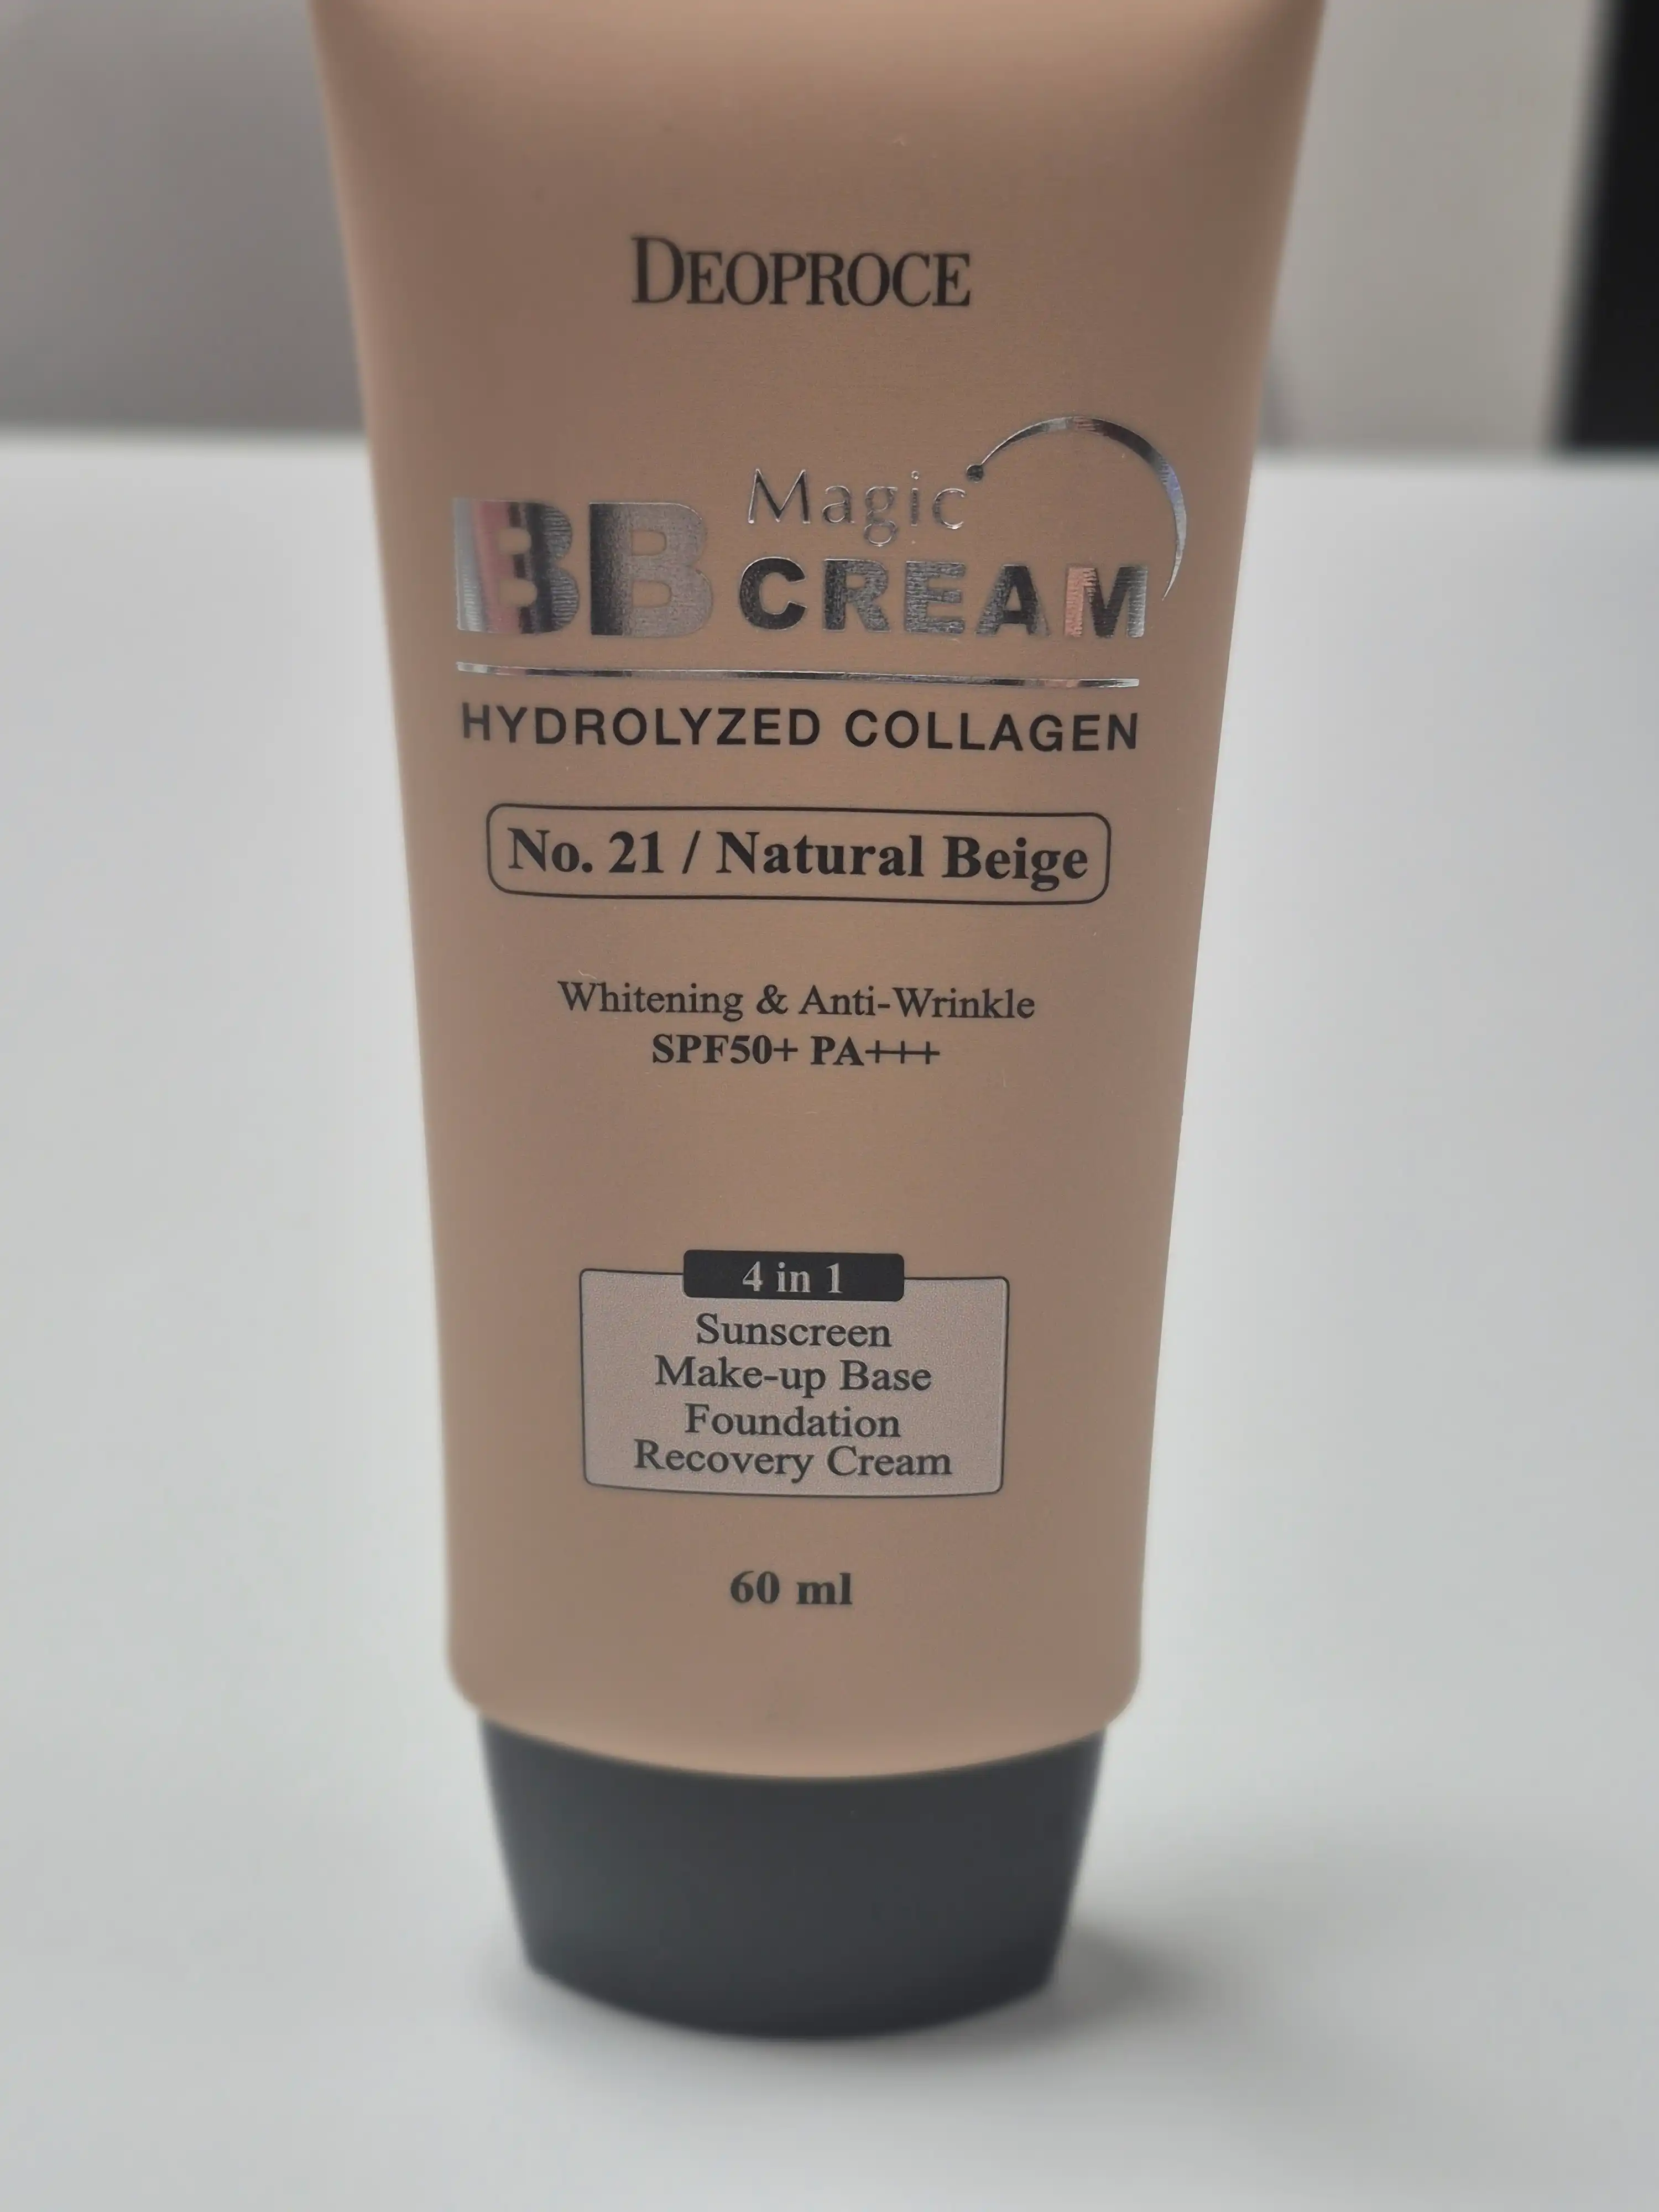 DEOPROCE
Magic
BB CREAM
HYDROLYZED COLLAGEN
No. 21 / Natural Beige
Whitening & Anti-Wrinkle
SPF50+ PA+++
4 in 1
Sunscreen
Make-up Base
Foundation
Recovery Cream
60 ml